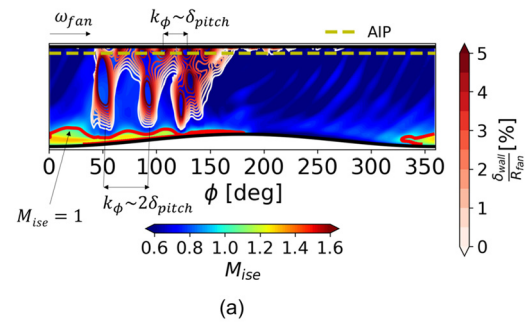 ω_fan
k_ϕ~δ_pitch
AIP
0 50 100 150 200 250 300 350
ϕ [deg]
M_ise = 1
k_ϕ~2δ_pitch
0.6 0.8 1.0 1.2 1.4 1.6
M_ise
5
4
3
2
1
0
δ_wall/R_fan [%]
(a)